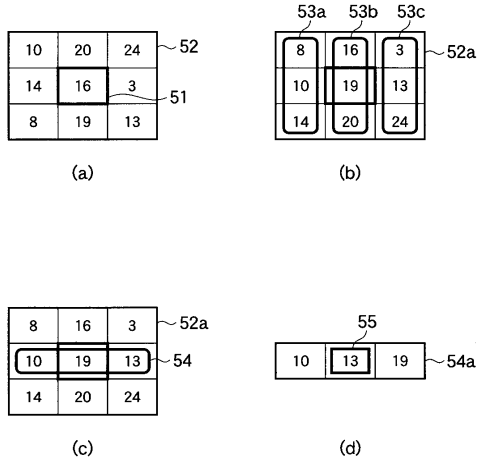 53a 53b 53c
10 20 24 52
14 16 3
51
8 19 13
(a)
8 16 3 52a
10 19 13
14 20 24
(b)
8 16 3 52a
10 19 13 54
14 20 24
(c)
55
10 13 19 54a
(d)